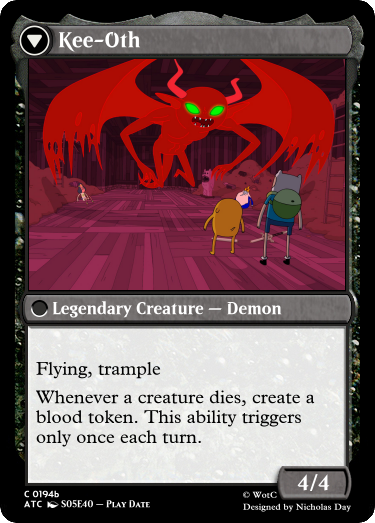 Kee-Oth
Legendary Creature — Demon
Flying, trample
Whenever a creature dies, create a
blood token. This ability triggers
only once each turn.
4/4
C 0194b
ATC S05E40 — Play Date
© WotC
Designed by Nicholas Day